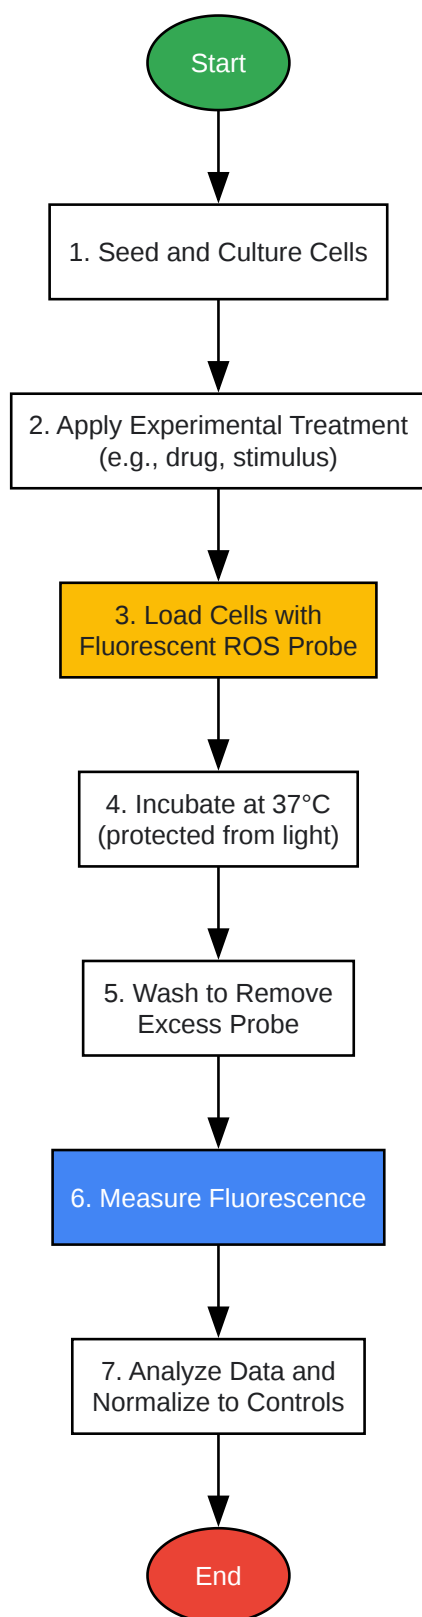 Start
1. Seed and Culture Cells
2. Apply Experimental Treatment
(e.g., drug, stimulus)
3. Load Cells with
Fluorescent ROS Probe
4. Incubate at 37°C
(protected from light)
5. Wash to Remove
Excess Probe
6. Measure Fluorescence
7. Analyze Data and
Normalize to Controls
End